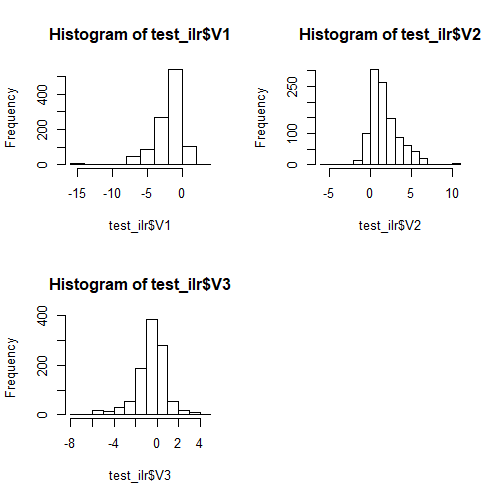 Histogram of test_ilr$V1
Frequency
0 200 400
-15 -10 -5 0
test_ilr$V1
Histogram of test_ilr$V2
Frequency
0 100 250
-5 0 5 10
test_ilr$V2
Histogram of test_ilr$V3
Frequency
0 200 400
-8 -4 0 2 4
test_ilr$V3